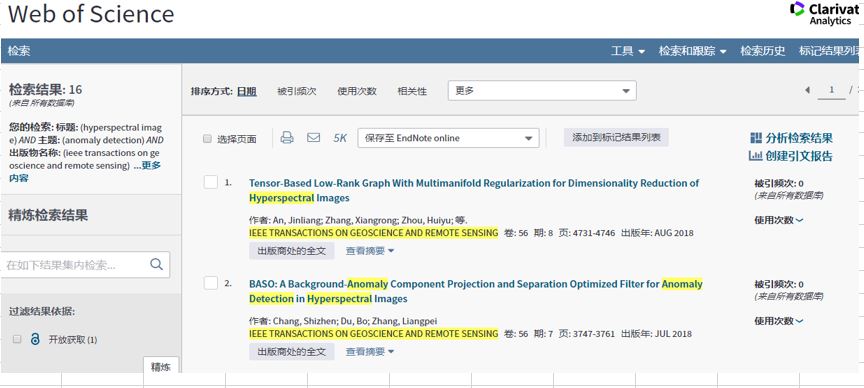 Web of Science
Clarivat
Analytics
检索
工具 检索和跟踪 检索历史 标记结果列表
检索结果: 16
(来自所有数据库)
您的检索: 标题: (hyperspectral imag
e) AND 主题: (anomaly detection) AND
出版物名称: (ieee transactions on ge
oscience and remote sensing) ...更多
内容
精炼检索结果
在如下结果集内检索...
过滤结果依据:
开放获取 (1)
精炼
排序方式: 日期 被引频次 使用次数 相关性 更多
1 /
选择页面 5K 保存至 EndNote online 添加到标记结果列表
分析检索结果
创建引文报告
1. Tensor-Based Low-Rank Graph With Multimanifold Regularization for Dimensionality Reduction of
Hyperspectral Images
作者: An, Jinliang; Zhang, Xiangrong; Zhou, Huiyu; 等.
IEEE TRANSACTIONS ON GEOSCIENCE AND REMOTE SENSING 卷: 56 期: 8 页: 4731-4746 出版年: AUG 2018
出版商处的全文 查看摘要
被引频次: 0
(来自所有数据库)
使用次数
2. BASO: A Background-Anomaly Component Projection and Separation Optimized Filter for Anomaly
Detection in Hyperspectral Images
作者: Chang, Shizhen; Du, Bo; Zhang, Liangpei
IEEE TRANSACTIONS ON GEOSCIENCE AND REMOTE SENSING 卷: 56 期: 7 页: 3747-3761 出版年: JUL 2018
出版商处的全文 查看摘要
被引频次: 0
(来自所有数据库)
使用次数